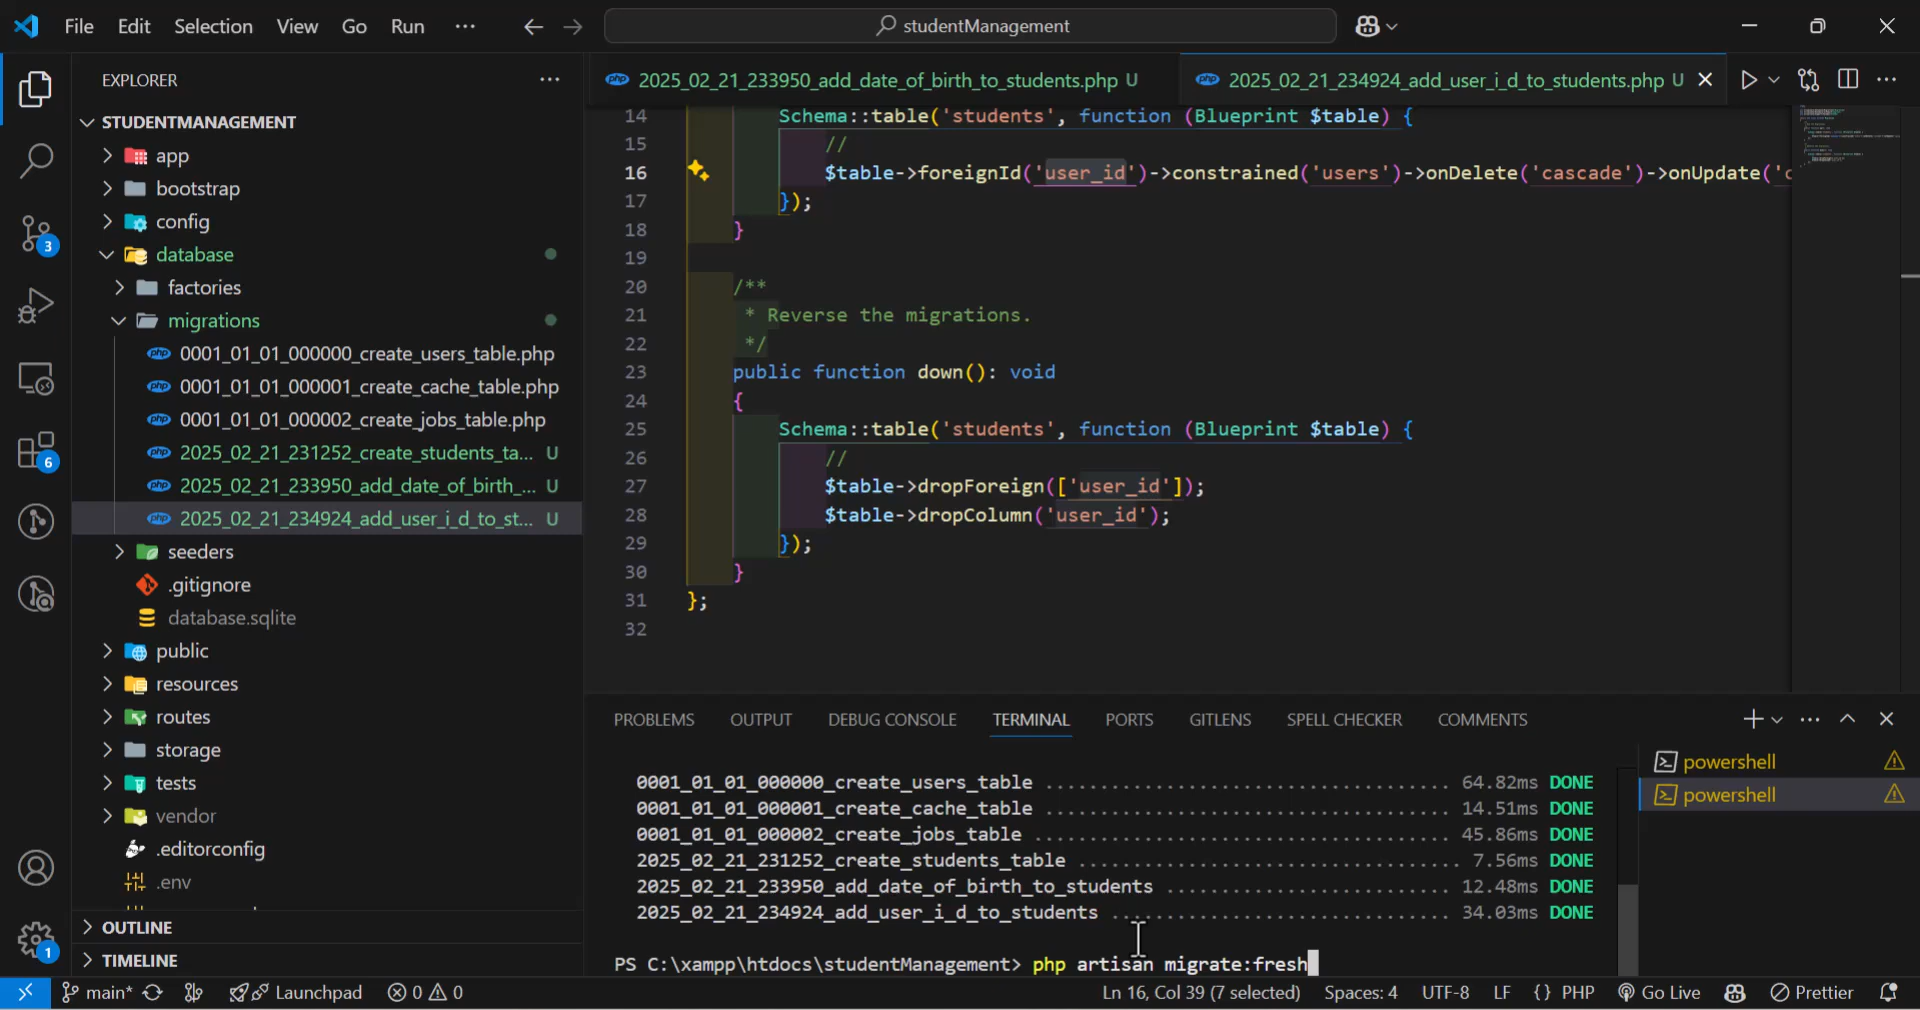 File Edit Selection View Go Run ··· studentManagement
EXPLORER ···
STUDENTMANAGEMENT
app
bootstrap
config
database
factories
migrations
0001_01_01_000000_create_users_table.php
0001_01_01_000001_create_cache_table.php
0001_01_01_000002_create_jobs_table.php
2025_02_21_231252_create_students_ta... U
2025_02_21_233950_add_date_of_birth_... U
2025_02_21_234924_add_user_i_d_to_st... U
seeders
.gitignore
database.sqlite
public
resources
routes
storage
tests
vendor
.editorconfig
.env
OUTLINE
TIMELINE
3
6
1
2025_02_21_233950_add_date_of_birth_to_students.php U
2025_02_21_234924_add_user_i_d_to_students.php U
14 Schema::table('students', function (Blueprint $table) {
15 //
16 $table->foreignId('user_id')->constrained('users')->onDelete('cascade')->onUpdate('c
17 });
18 }
19
20 /**
21 * Reverse the migrations.
22 */
23 public function down(): void
24 {
25 Schema::table('students', function (Blueprint $table) {
26 //
27 $table->dropForeign(['user_id']);
28 $table->dropColumn('user_id');
29 });
30 }
31 };
32
PROBLEMS OUTPUT DEBUG CONSOLE TERMINAL PORTS GITLENS SPELL CHECKER COMMENTS
0001_01_01_000000_create_users_table ........................................ 64.82ms DONE
0001_01_01_000001_create_cache_table ........................................ 14.51ms DONE
0001_01_01_000002_create_jobs_table ......................................... 45.86ms DONE
2025_02_21_231252_create_students_table ...................................... 7.56ms DONE
2025_02_21_233950_add_date_of_birth_to_students ............................. 12.48ms DONE
2025_02_21_234924_add_user_i_d_to_students .................................. 34.03ms DONE
PS C:\xampp\htdocs\studentManagement> php artisan migrate:fresh
powershell
powershell
main* Launchpad 0 0 Ln 16, Col 39 (7 selected) Spaces: 4 UTF-8 LF {} PHP Go Live Prettier